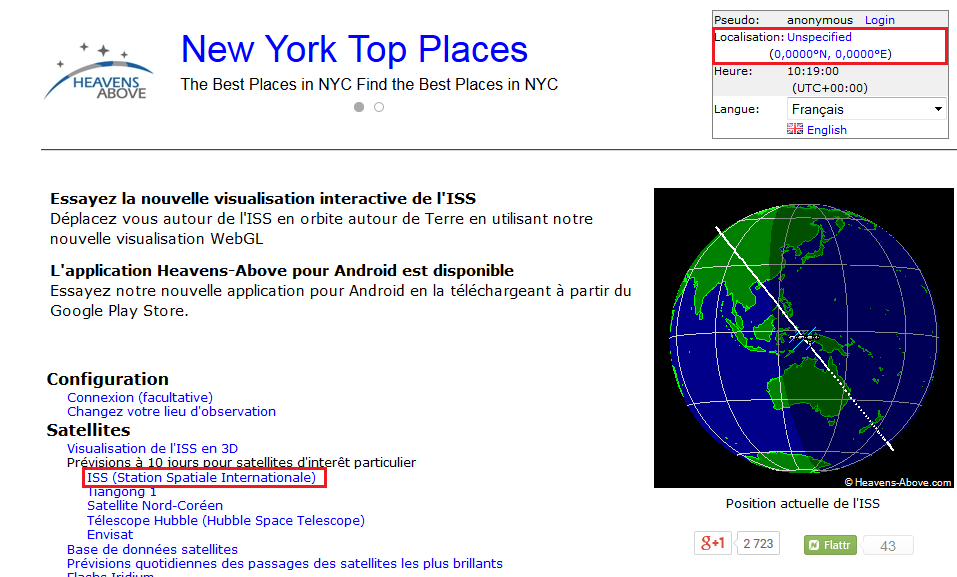 Pseudo: anonymous Login
Localisation: Unspecified
(0,0000°N, 0,0000°E)
Heure: 10:19:00
(UTC+00:00)
Langue: Français
English
HEAVENS
ABOVE
New York Top Places
The Best Places in NYC Find the Best Places in NYC
Essayez la nouvelle visualisation interactive de l'ISS
Déplacez vous autour de l'ISS en orbite autour de Terre en utilisant notre
nouvelle visualisation WebGL
L'application Heavens-Above pour Android est disponible
Essayez notre nouvelle application pour Android en la téléchargeant à partir du
Google Play Store.
Configuration
Connexion (facultative)
Changez votre lieu d'observation
Satellites
Visualisation de l'ISS en 3D
Prévisions à 10 jours pour satellites d'interêt particulier
ISS (Station Spatiale Internationale)
Tiangong 1
Satellite Nord-Coréen
Télescope Hubble (Hubble Space Telescope)
Envisat
Base de données satellites
Prévisions quotidiennes des passages des satellites les plus brillants
Flashs Iridium
© Heavens-Above.com
Position actuelle de l'ISS
g+1 2 723 Flattr 43